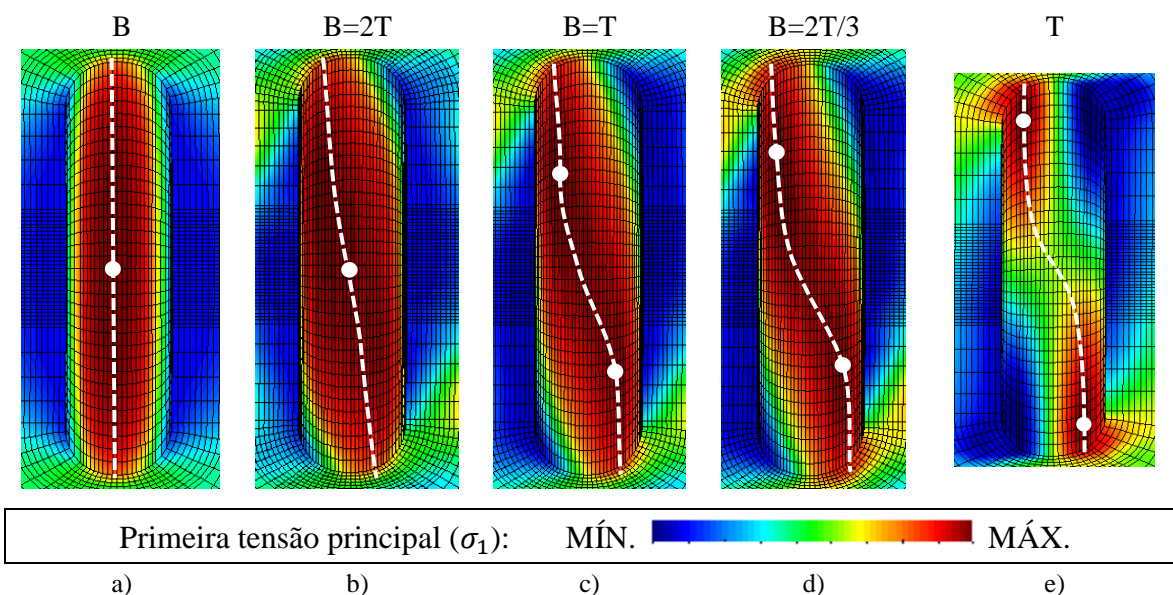 B B=2T B=T B=2T/3 T
Primeira tensão principal (σ₁): MÍN. MÁX.
a) b) c) d) e)